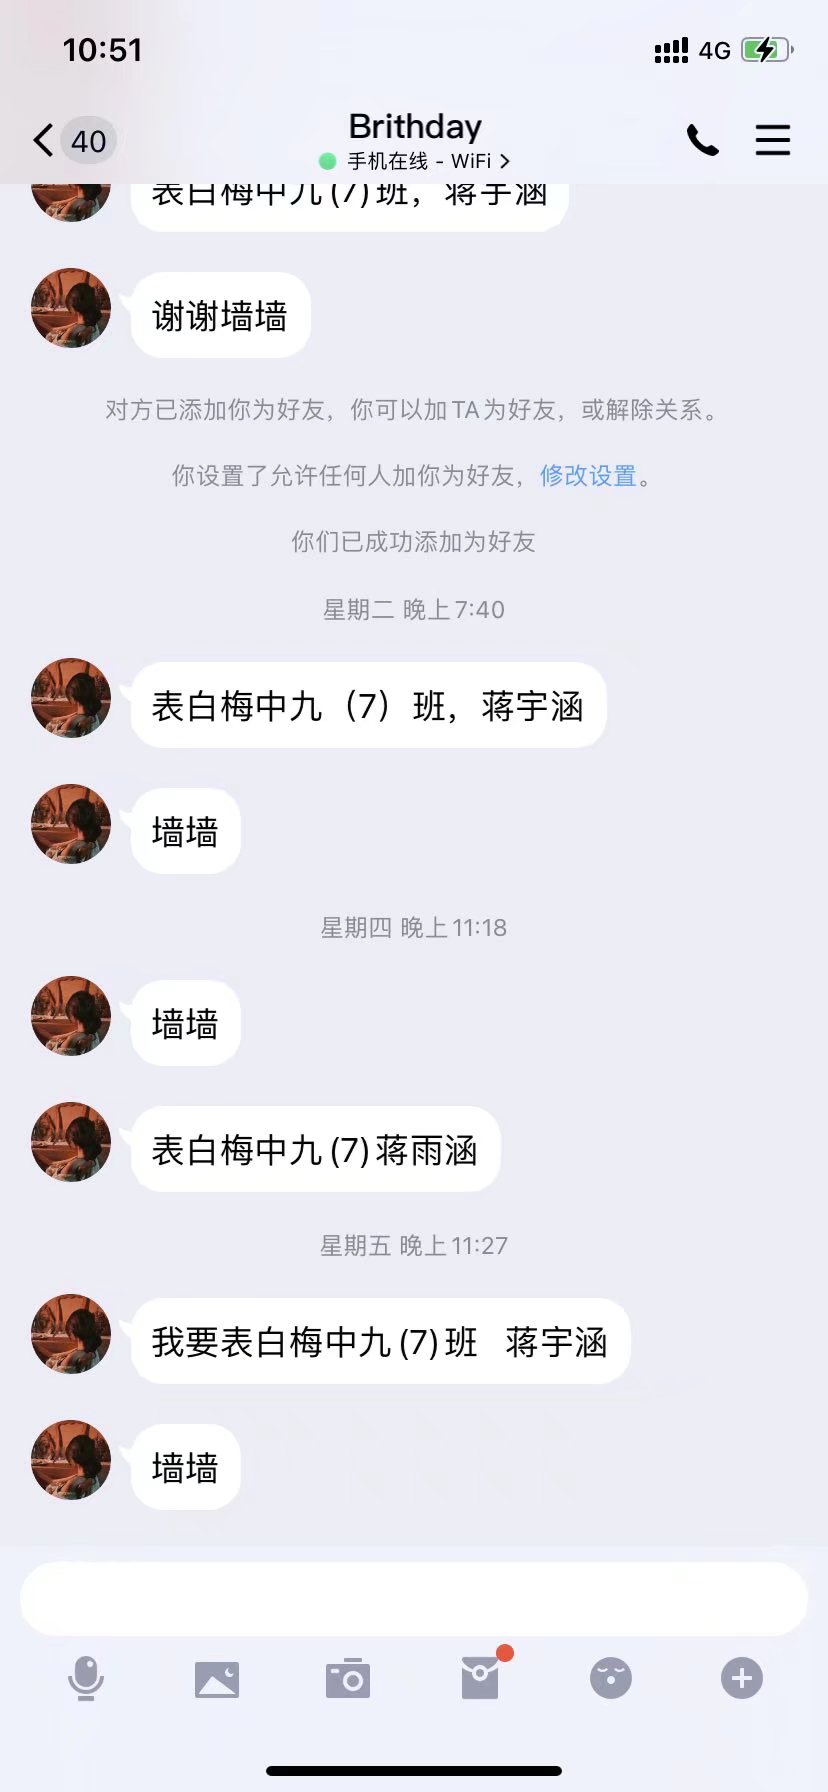 10:51
4G
40
Brithday
手机在线 - WiFi
表白梅中九(7)班，蒋宇涵
谢谢墙墙
对方已添加你为好友，你可以加TA为好友，或解除关系。
你设置了允许任何人加你为好友，修改设置。
你们已成功添加为好友
星期二 晚上7:40
表白梅中九（7）班，蒋宇涵
墙墙
星期四 晚上11:18
墙墙
表白梅中九(7)蒋雨涵
星期五 晚上11:27
我要表白梅中九(7)班 蒋宇涵
墙墙